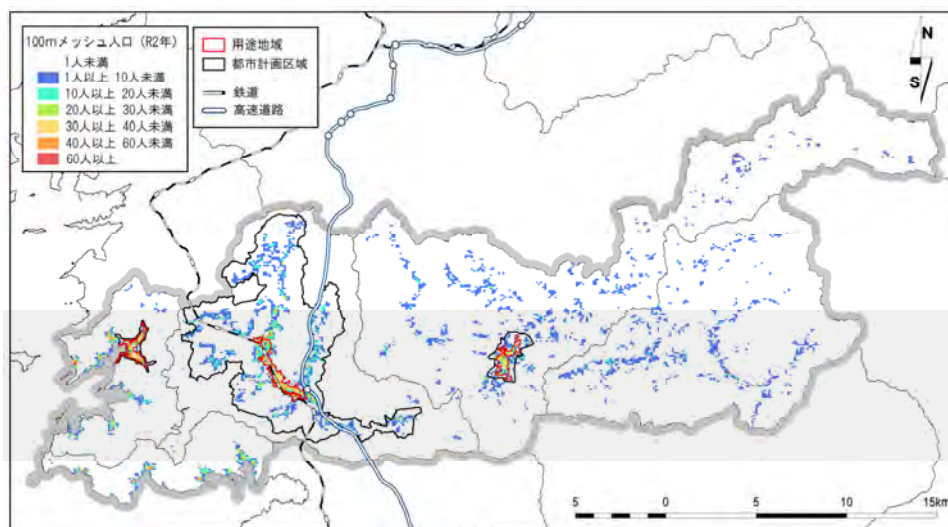 100mメッシュ人口（R2年）
1人未満
1人以上 10人未満
10人以上 20人未満
20人以上 30人未満
30人以上 40人未満
40人以上 60人未満
60人以上
用途地域
都市計画区域
鉄道
高速道路
N
S
5 0 5 10 15km